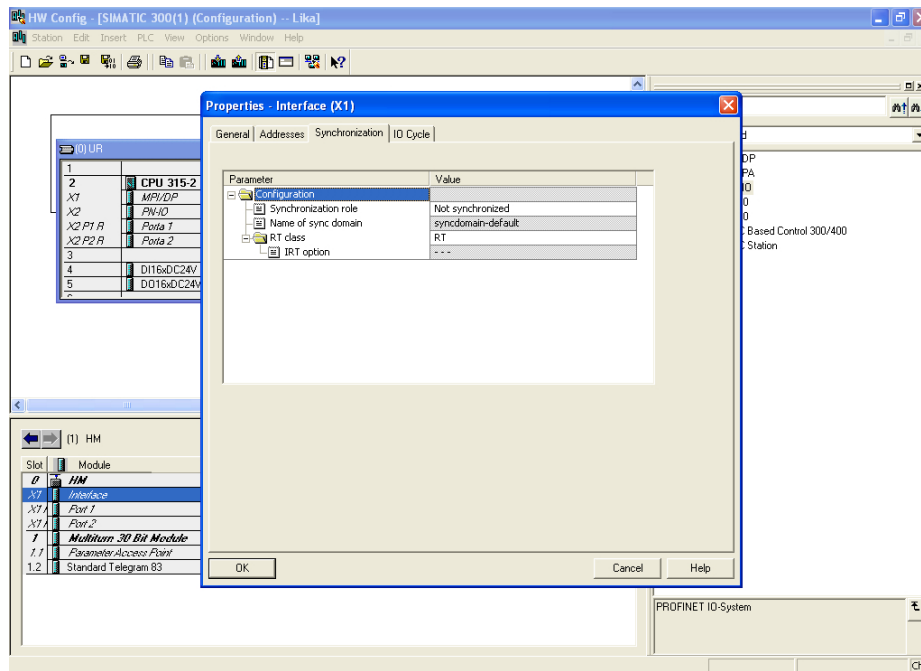 HW Config - [SIMATIC 300(1) (Configuration) -- Lika]
Station Edit Insert PLC View Options Window Help
Properties - Interface (X1)
General Addresses Synchronization IO Cycle
Parameter Value
Configuration
Synchronization role Not synchronized
Name of sync domain syncdomain-default
RT class RT
IRT option - - -
OK Cancel Help
(0) UR
1
2 CPU 315-2
X1 MPI/DP
X2 PN-IO
X2 P1 R Porta 1
X2 P2 R Porta 2
3
4 DI16xDC24V
5 DO16xDC24V
DP
PA
IO
0
0
C Based Control 300/400
C Station
(1) HM
Slot Module
0 HM
X1 Interface
X1 Port 1
X1 Port 2
1 Multiturn 30 Bit Module
1.1 Parameter Access Point
1.2 Standard Telegram 83
PROFINET IO-System